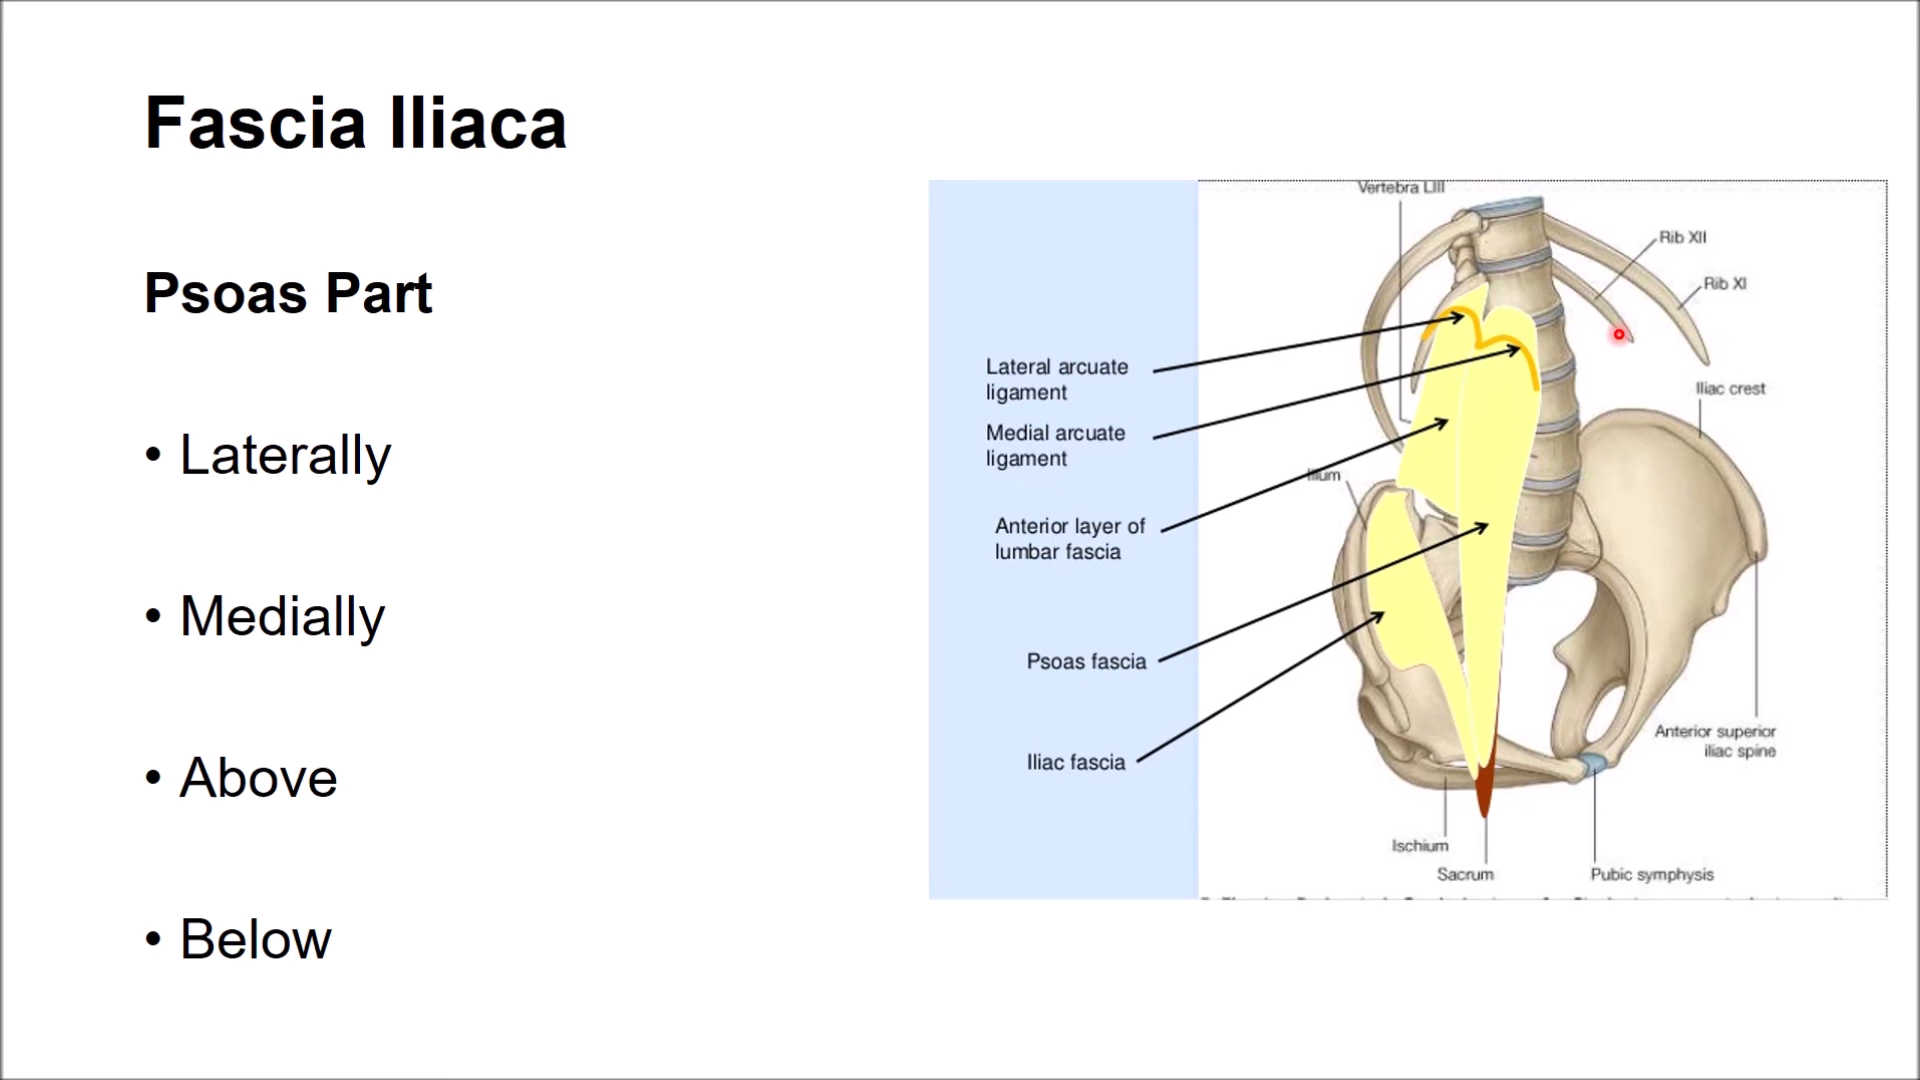 Fascia Iliaca
Psoas Part
• Laterally
• Medially
• Above
• Below
Lateral arcuate
ligament
Medial arcuate
ligament
Anterior layer of
lumbar fascia
Psoas fascia
Iliac fascia
Vertebra LIII
Rib XII
Rib XI
Iliac crest
Ilium
Anterior superior
iliac spine
Ischium
Sacrum
Pubic symphysis